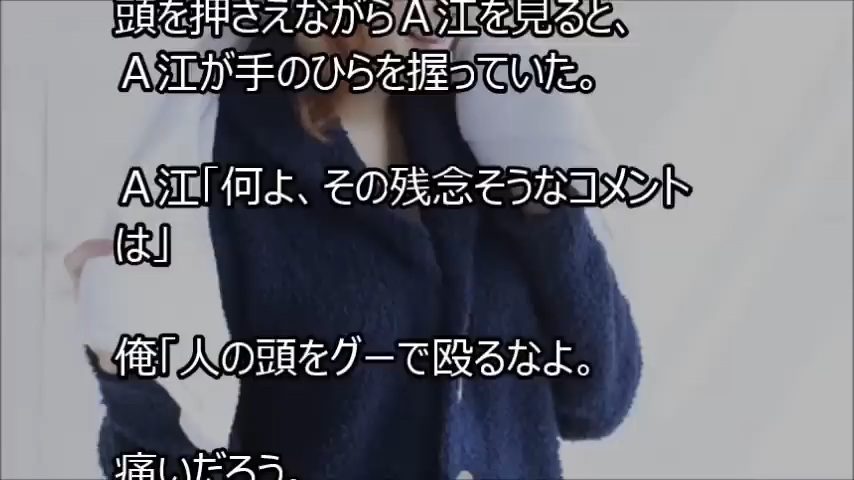 頭を押さえながらＡ江を見ると、
Ａ江が手のひらを握っていた。
Ａ江「何よ、その残念そうなコメント
は」
俺「人の頭をグーで殴るなよ。
痛いだろう。